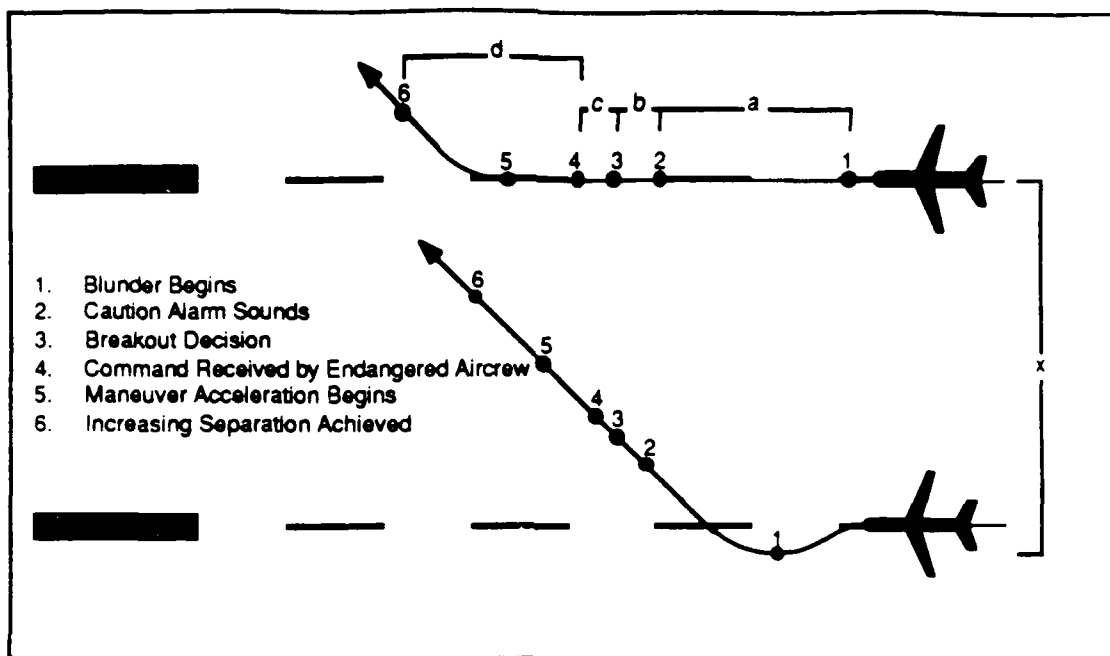 d
6
c b a
5 4 3 2 1
1. Blunder Begins
2. Caution Alarm Sounds
3. Breakout Decision
4. Command Received by Endangered Aircrew
5. Maneuver Acceleration Begins
6. Increasing Separation Achieved
6
5
4
3
2
1
x